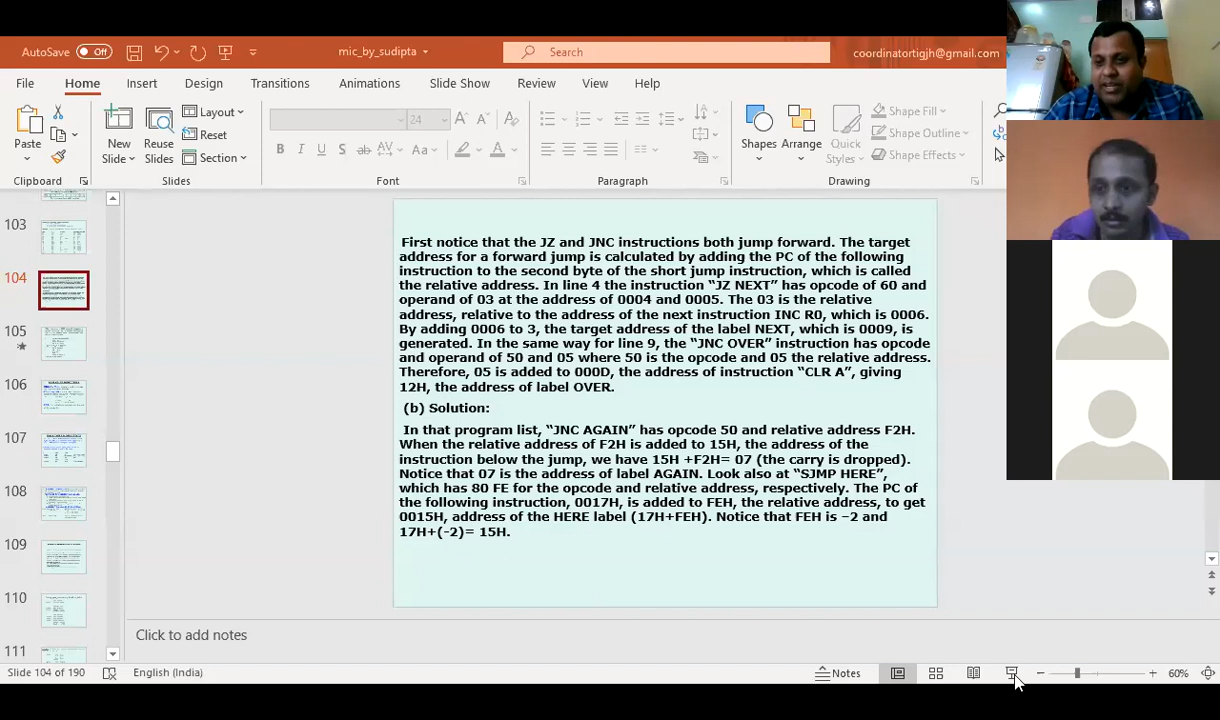 AutoSave Off mic_by_sudipta Search coordinatortigjh@gmail.com
File Home Insert Design Transitions Animations Slide Show Review View Help
Paste New Slide Reuse Slides Layout Reset Section 24 Shapes Arrange Quick Styles Shape Fill Shape Outline Shape Effects
B I U S ab AV Aa A
Clipboard Slides Font Paragraph Drawing
103
104
105
106
107
108
109
110
111
First notice that the JZ and JNC instructions both jump forward. The target
address for a forward jump is calculated by adding the PC of the following
instruction to the second byte of the short jump instruction, which is called
the relative address. In line 4 the instruction “JZ NEXT” has opcode of 60 and
operand of 03 at the address of 0004 and 0005. The 03 is the relative
address, relative to the address of the next instruction INC R0, which is 0006.
By adding 0006 to 3, the target address of the label NEXT, which is 0009, is
generated. In the same way for line 9, the “JNC OVER” instruction has opcode
and operand of 50 and 05 where 50 is the opcode and 05 the relative address.
Therefore, 05 is added to 000D, the address of instruction “CLR A”, giving
12H, the address of label OVER.
(b) Solution:
In that program list, “JNC AGAIN” has opcode 50 and relative address F2H.
When the relative address of F2H is added to 15H, the address of the
instruction below the jump, we have 15H +F2H= 07 (the carry is dropped).
Notice that 07 is the address of label AGAIN. Look also at “SJMP HERE”,
which has 80 FE for the opcode and relative address, respectively. The PC of
the following instruction, 0017H, is added to FEH, the relative address, to get
0015H, address of the HERE label (17H+FEH). Notice that FEH is −2 and
17H+(-2)= 15H.
Click to add notes
Slide 104 of 190 English (India) Notes 60%